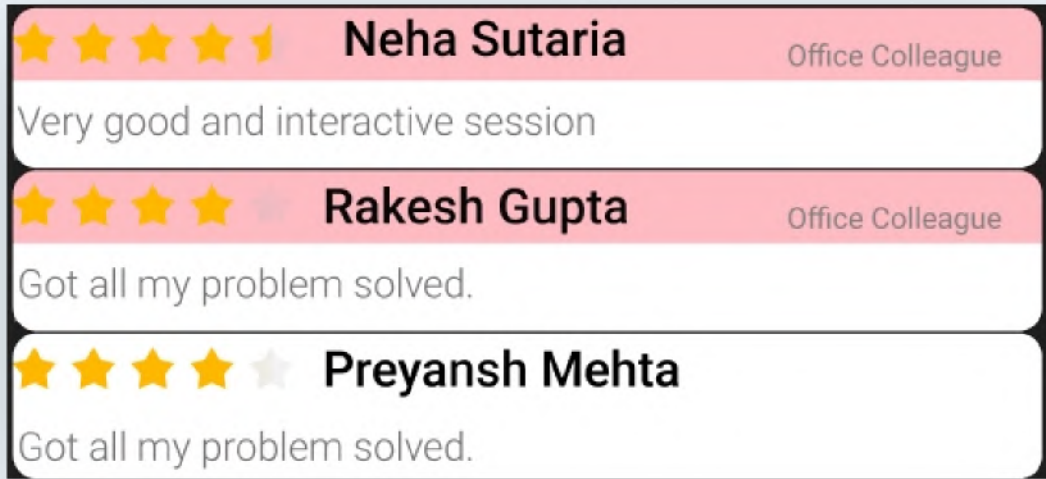 Neha Sutaria
Office Colleague
Very good and interactive session
Rakesh Gupta
Office Colleague
Got all my problem solved.
Preyansh Mehta
Got all my problem solved.